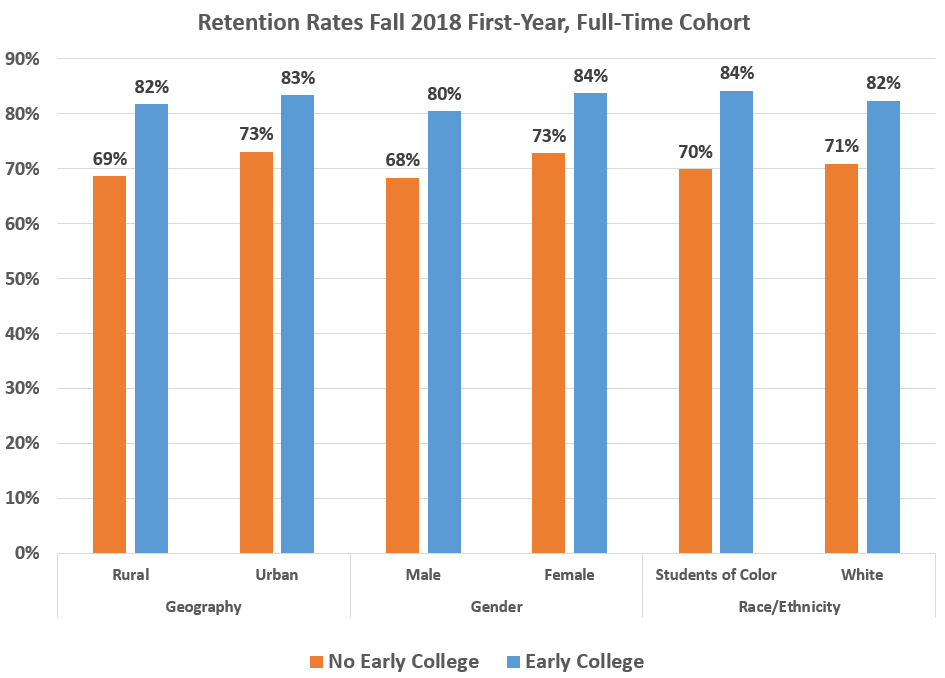 Retention Rates Fall 2018 First-Year, Full-Time Cohort
90%
80%
70%
60%
50%
40%
30%
20%
10%
0%
69%
82%
73%
83%
68%
80%
73%
84%
70%
84%
71%
82%
Rural
Urban
Male
Female
Students of Color
White
Geography
Gender
Race/Ethnicity
No Early College
Early College